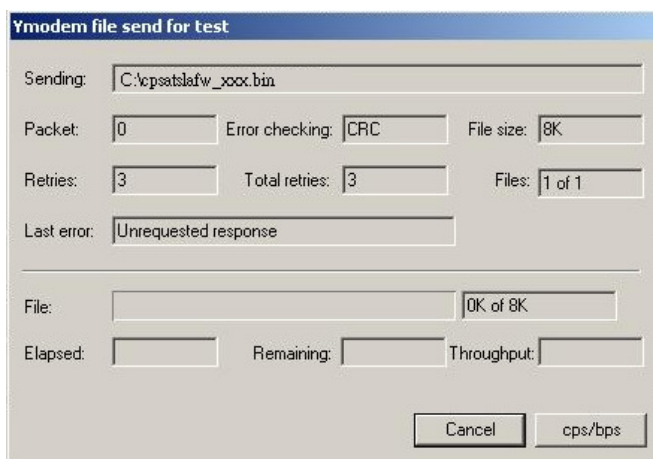 Ymodem file send for test
Sending: C:\cpsatslafw_xxx.bin
Packet: 0 Error checking: CRC File size: 8K
Retries: 3 Total retries: 3 Files: 1 of 1
Last error: Unrequested response
File: 0K of 8K
Elapsed: Remaining: Throughput:
Cancel cps/bps